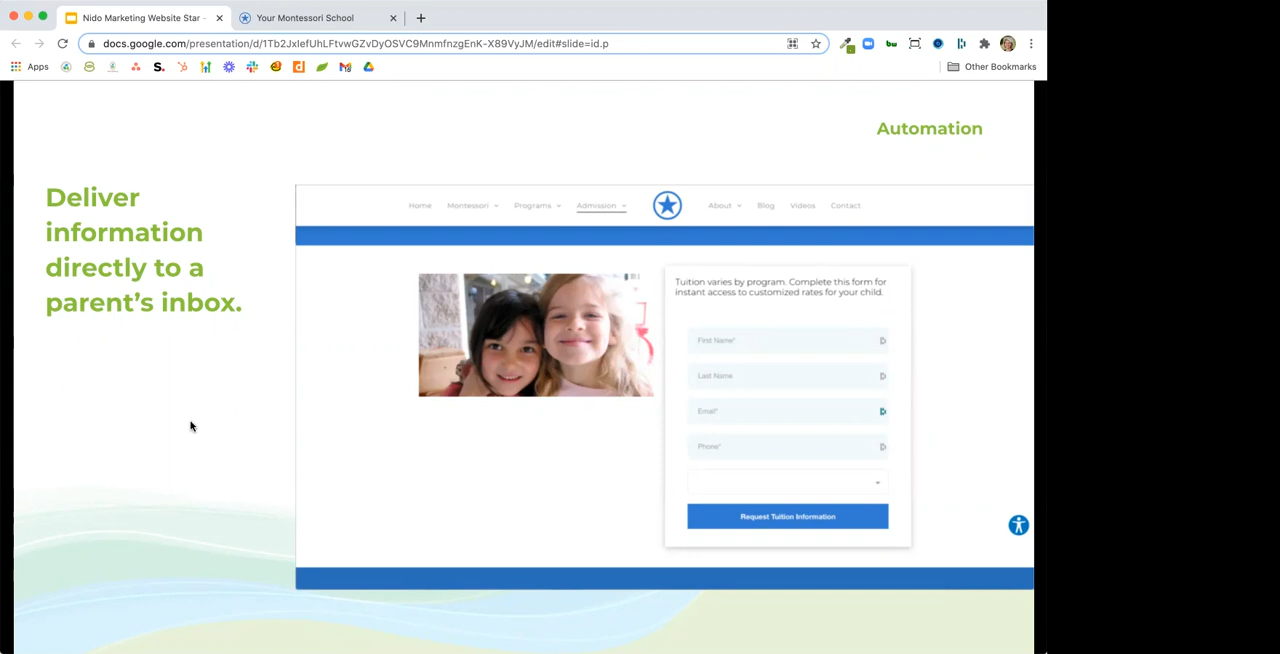 Nido Marketing Website Star -
Your Montessori School
docs.google.com/presentation/d/1Tb2JxIefUhLFtvwGZvDyOSVC9MnmfnzgEnK-X89VyJM/edit#slide=id.p
Apps
S.
Other Bookmarks
Automation
Deliver
information
directly to a
parent's inbox.
Home Montessori Programs Admission About Blog Videos Contact
Tuition varies by program. Complete this form for
instant access to customized rates for your child.
First Name*
Last Name
Email*
Phone*
Request Tuition Information